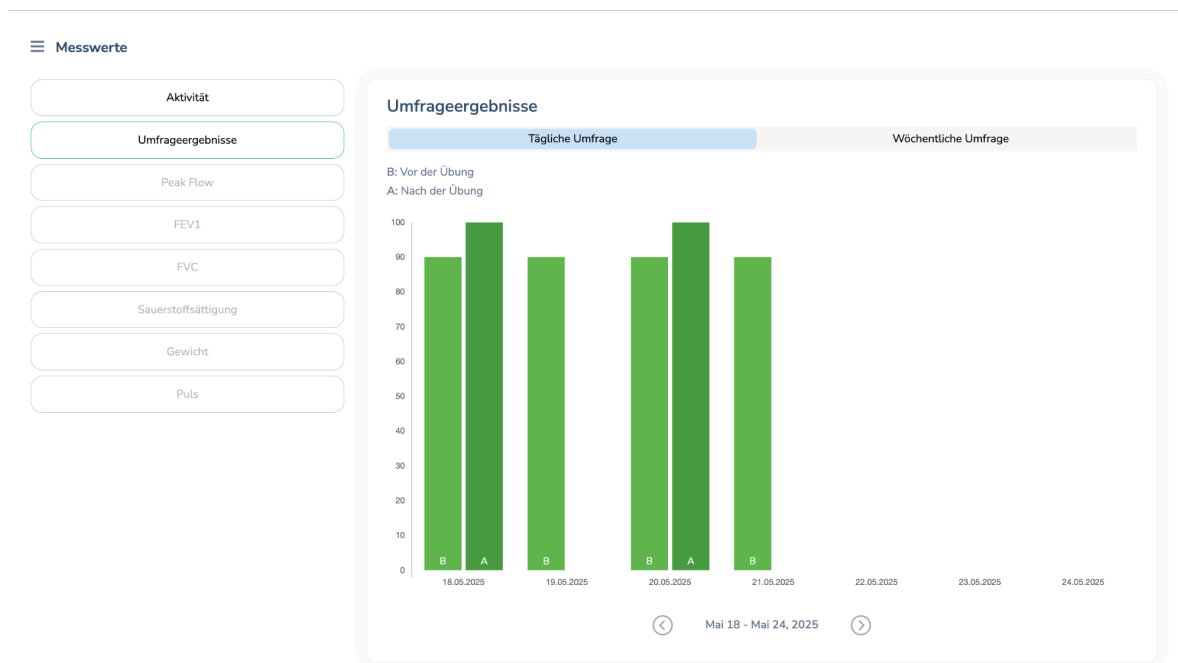 Messwerte
Aktivität
Umfrageergebnisse
Peak Flow
FEV1
FVC
Sauerstoffsättigung
Gewicht
Puls
Umfrageergebnisse
Tägliche Umfrage Wöchentliche Umfrage
B: Vor der Übung
A: Nach der Übung
100
90
80
70
60
50
40
30
20
10
0
B A B B A B
18.05.2025 19.05.2025 20.05.2025 21.05.2025 22.05.2025 23.05.2025 24.05.2025
Mai 18 - Mai 24, 2025